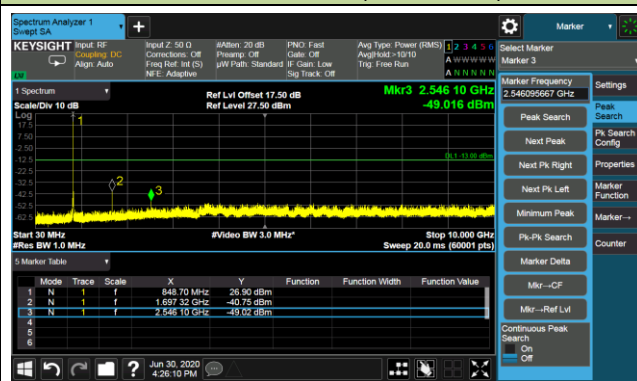 Spectrum Analyzer 1
Swept SA
+
Marker
KEYSIGHT
Input: RF
Coupling: DC
Align: Auto
Input Z: 50 Ω
Corrections: Off
Freq Ref: Int (S)
NFE: Adaptive
#Atten: 20 dB
Preamp: Off
µW Path: Standard
PNO: Fast
Gate: Off
IF Gain: Low
Sig Track: Off
Avg Type: Power (RMS)
Avg|Hold:>10/10
Trig: Free Run
1 2 3 4 5 6
A W W W W W
A N N N N N
LXI
Select Marker
Marker 3
1 Spectrum
Scale/Div 10 dB
Log
Ref Lvl Offset 17.50 dB
Ref Level 27.50 dBm
Mkr3 2.546 10 GHz
-49.016 dBm
17.5
7.50
-2.50
-12.5
-22.5
-32.5
-42.5
-52.5
-62.5
1
2
3
DL1 -13.00 dBm
Start 30 MHz
#Res BW 1.0 MHz
#Video BW 3.0 MHz*
Stop 10.000 GHz
Sweep 20.0 ms (60001 pts)
5 Marker Table
Mode Trace Scale X Y Function Function Width Function Value
1 N 1 f 848.70 MHz 26.90 dBm
2 N 1 f 1.697 32 GHz -40.75 dBm
3 N 1 f 2.546 10 GHz -49.02 dBm
4
5
6
Marker Frequency
2.546095667 GHz
Peak Search
Next Peak
Next Pk Right
Next Pk Left
Minimum Peak
Pk-Pk Search
Marker Delta
Mkr→CF
Mkr→Ref Lvl
Continuous Peak
Search
On
Off
Settings
Peak
Search
Pk Search
Config
Properties
Marker
Function
Marker→
Counter
?
Jun 30, 2020
4:26:10 PM